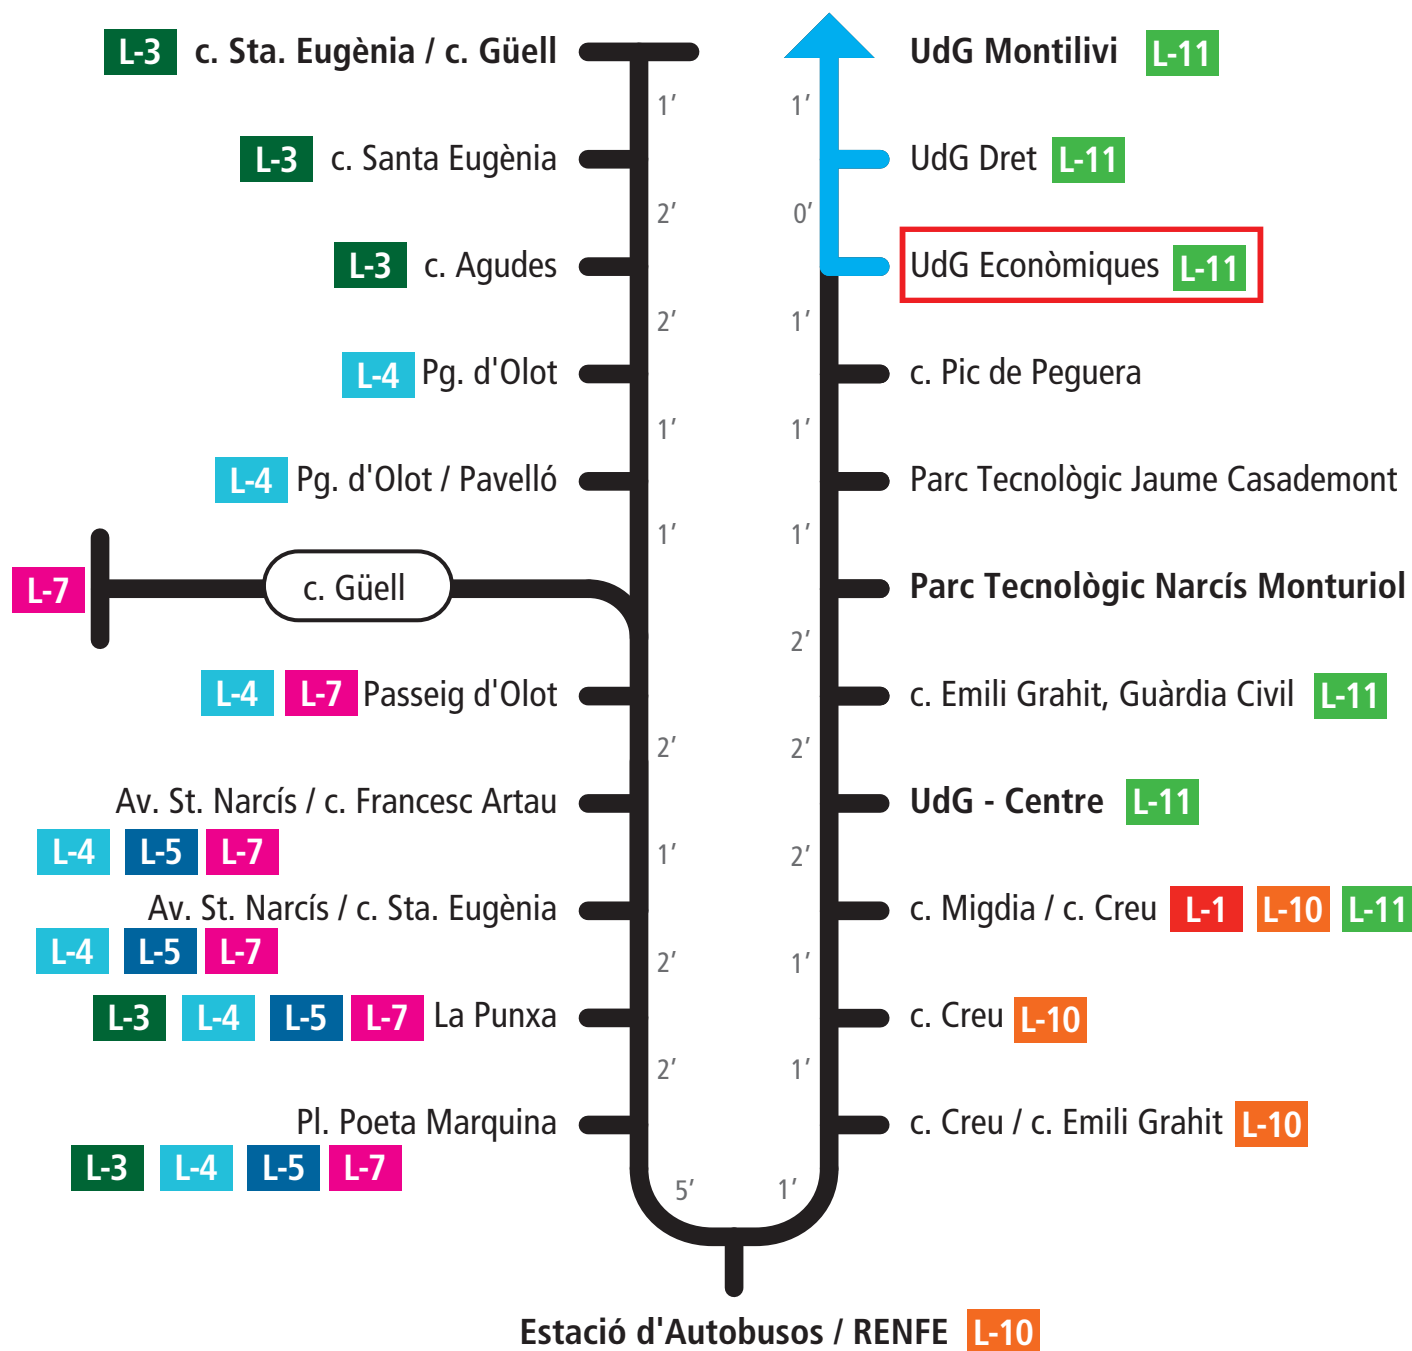 L-3 c. Sta. Eugènia / c. Güell
1’
L-3 c. Santa Eugènia
2’
L-3 c. Agudes
2’
L-4 Pg. d'Olot
1’
L-4 Pg. d'Olot / Pavelló
1’
L-7 c. Güell
L-4 L-7 Passeig d'Olot
2’
Av. St. Narcís / c. Francesc Artau
L-4 L-5 L-7
1’
Av. St. Narcís / c. Sta. Eugènia
L-4 L-5 L-7
2’
L-3 L-4 L-5 L-7 La Punxa
2’
Pl. Poeta Marquina
L-3 L-4 L-5 L-7
5’
Estació d'Autobusos / RENFE L-10
UdG Montilivi L-11
1’
UdG Dret L-11
0’
UdG Econòmiques L-11
1’
c. Pic de Peguera
1’
Parc Tecnològic Jaume Casademont
1’
Parc Tecnològic Narcís Monturiol
2’
c. Emili Grahit, Guàrdia Civil L-11
2’
UdG - Centre L-11
2’
c. Migdia / c. Creu L-1 L-10 L-11
1’
c. Creu L-10
1’
c. Creu / c. Emili Grahit L-10
1’